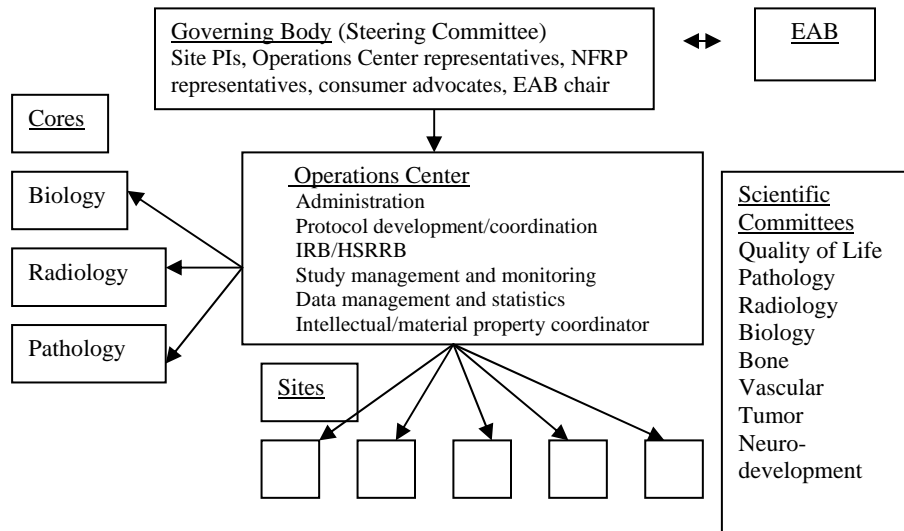 Governing Body (Steering Committee)
Site PIs, Operations Center representatives, NFRP
representatives, consumer advocates, EAB chair
EAB
Cores
Biology
Radiology
Pathology
Operations Center
Administration
Protocol development/coordination
IRB/HSRRB
Study management and monitoring
Data management and statistics
Intellectual/material property coordinator
Sites
Scientific
Committees
Quality of Life
Pathology
Radiology
Biology
Bone
Vascular
Tumor
Neuro-
development